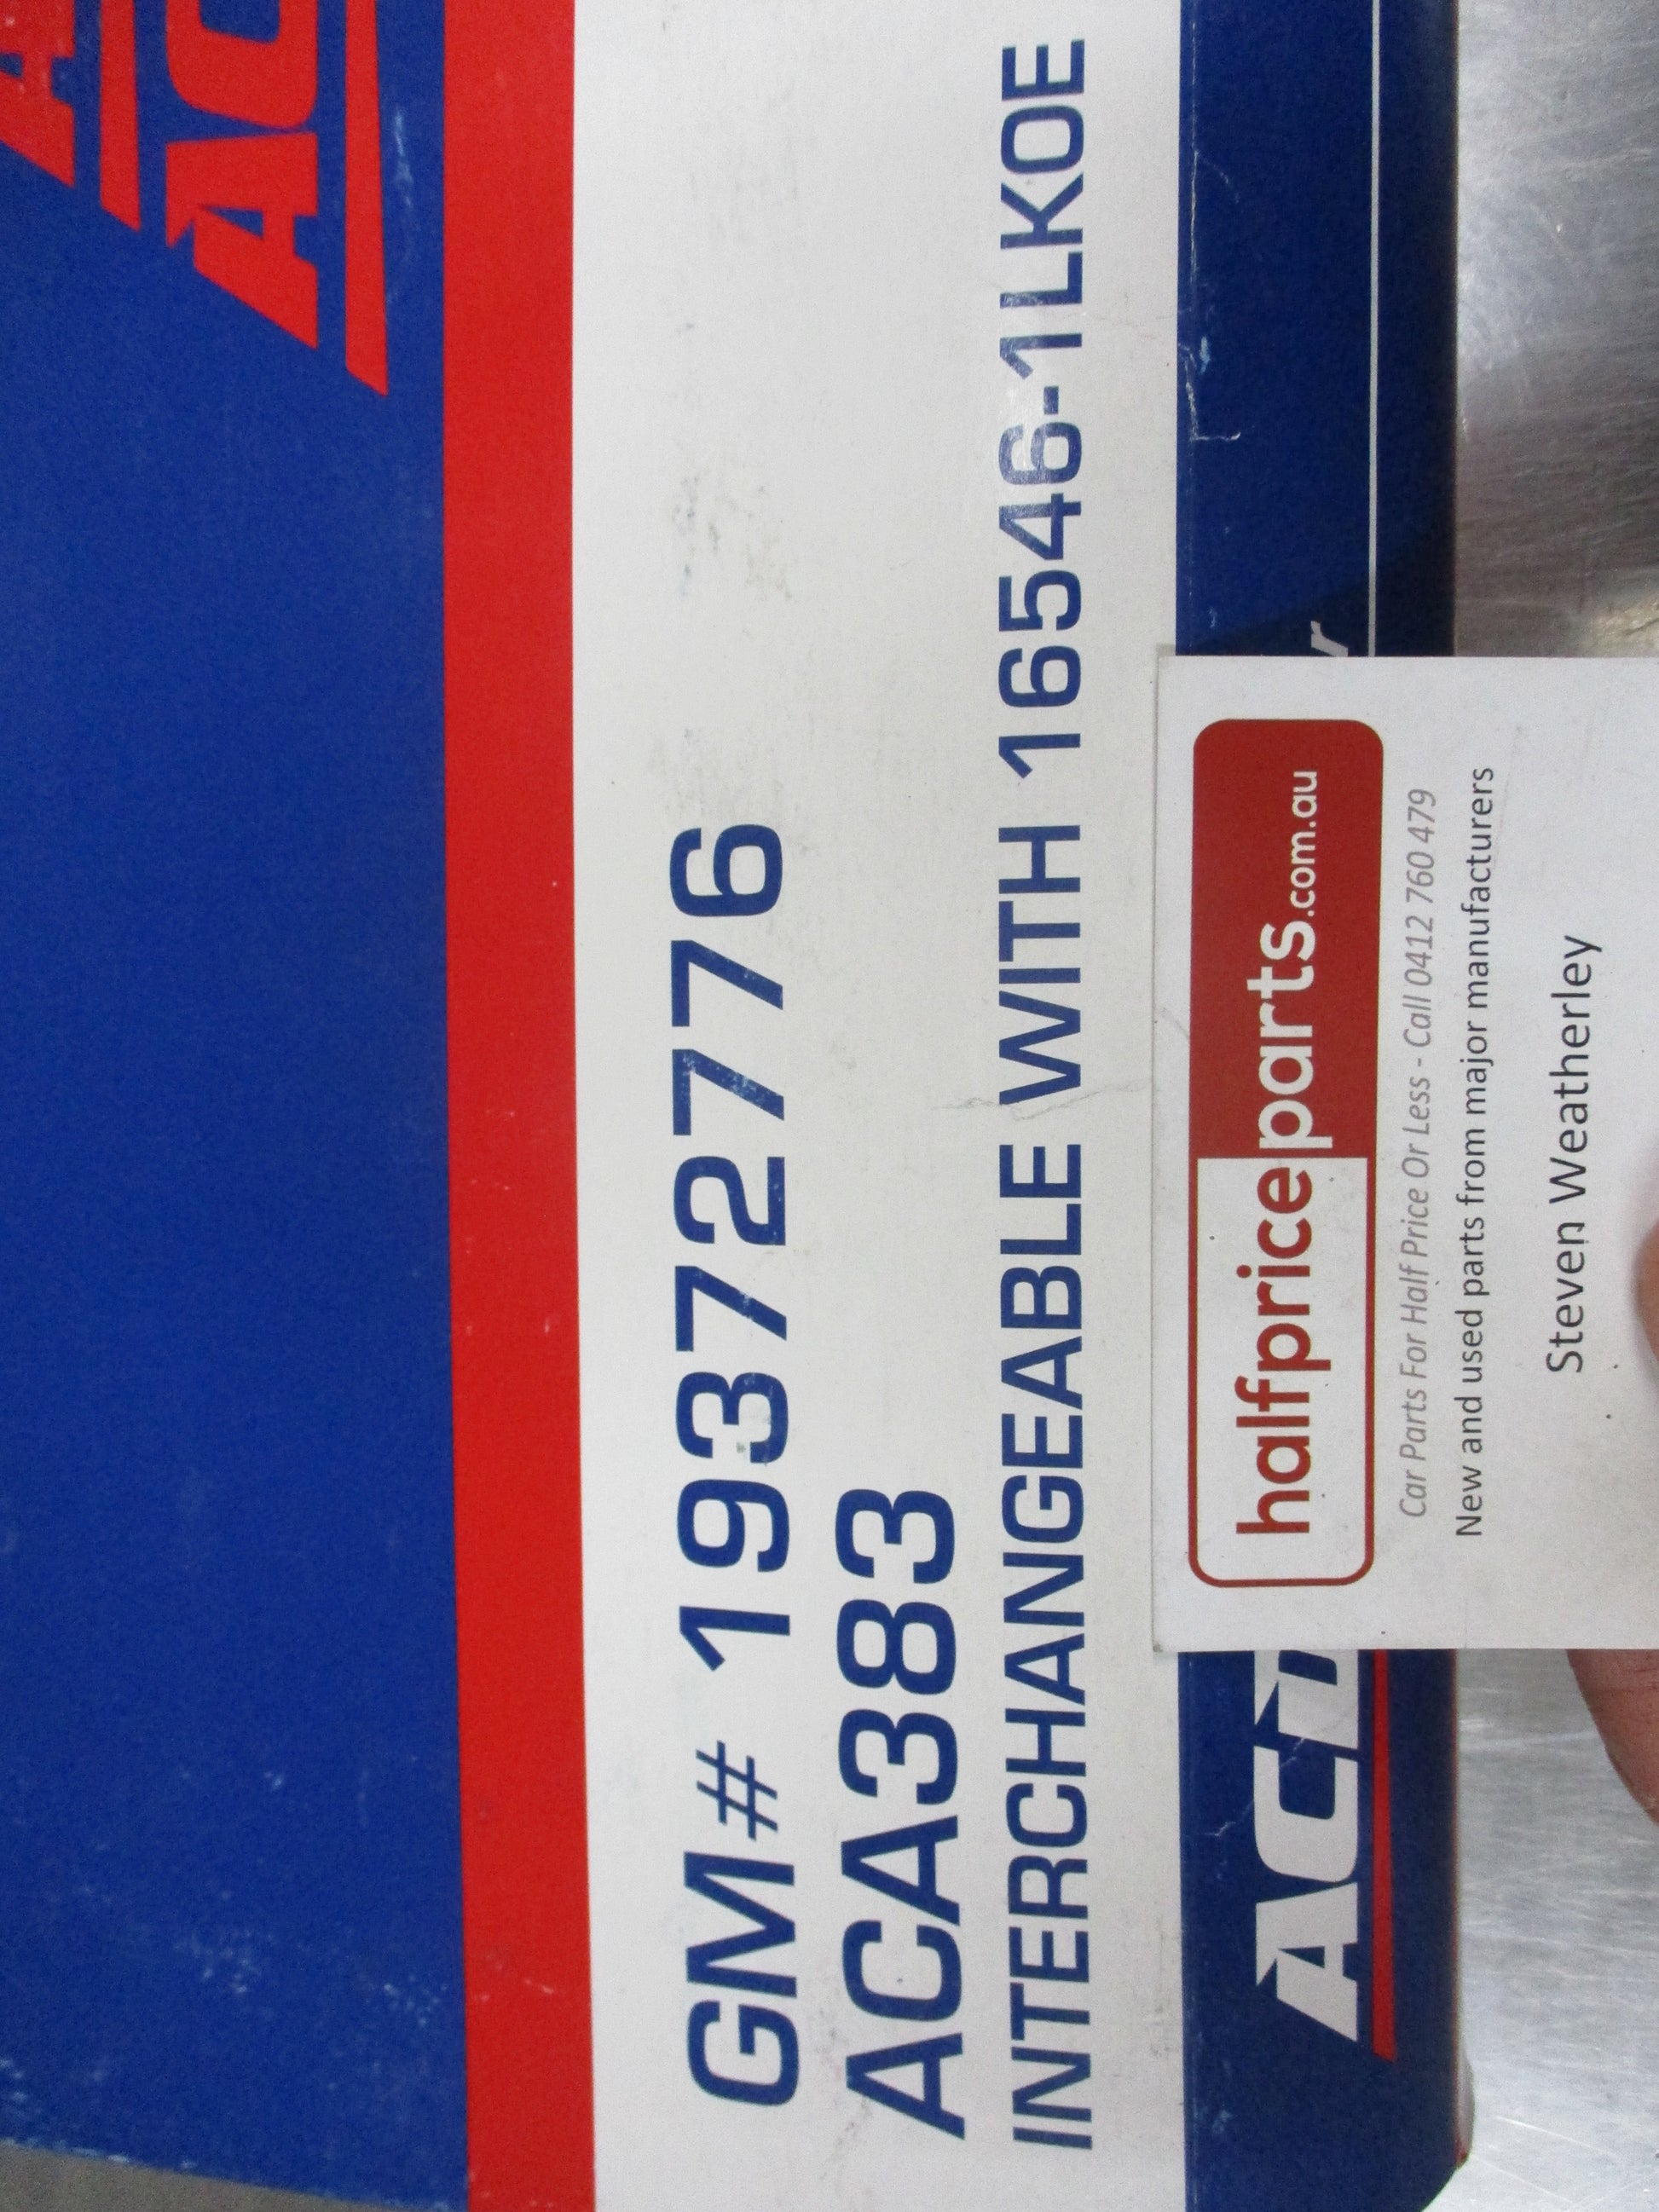 GM# 19372776
ACA383
INTERCHANGEABLE WITH 16546-1LKOE
halfpriceparts.com.au
Car Parts For Half Price Or Less - Call 0412 760 479
New and used parts from major manufacturers
Steven Weatherley